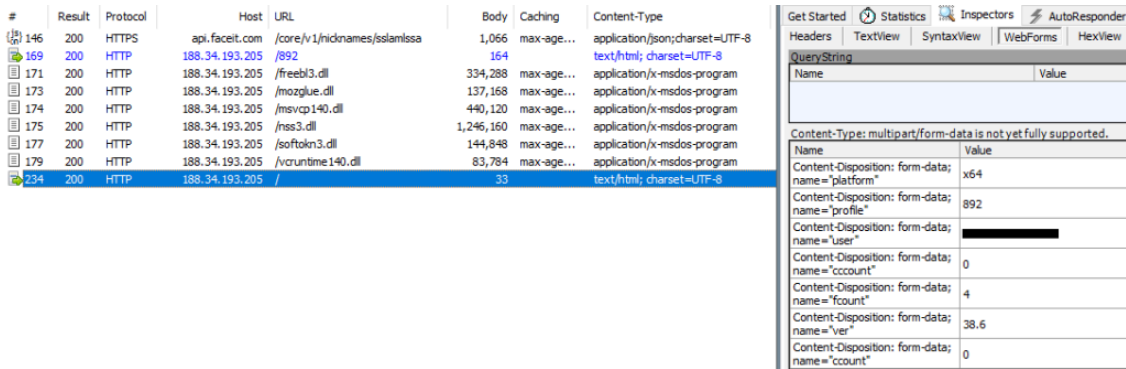 # Result Protocol Host URL Body Caching Content-Type
146 200 HTTPS api.faceit.com /core/v1/nicknames/sslamlssa 1,066 max-age... application/json;charset=UTF-8
169 200 HTTP 188.34.193.205 /892 164 text/html; charset=UTF-8
171 200 HTTP 188.34.193.205 /freebl3.dll 334,288 max-age... application/x-msdos-program
173 200 HTTP 188.34.193.205 /mozglue.dll 137,168 max-age... application/x-msdos-program
174 200 HTTP 188.34.193.205 /msvcp140.dll 440,120 max-age... application/x-msdos-program
175 200 HTTP 188.34.193.205 /nss3.dll 1,246,160 max-age... application/x-msdos-program
177 200 HTTP 188.34.193.205 /softokn3.dll 144,848 max-age... application/x-msdos-program
179 200 HTTP 188.34.193.205 /vcruntime140.dll 83,784 max-age... application/x-msdos-program
234 200 HTTP 188.34.193.205 / 33 text/html; charset=UTF-8
Get Started Statistics Inspectors AutoResponder
Headers TextView SyntaxView WebForms HexView
QueryString
Name Value
Content-Type: multipart/form-data is not yet fully supported.
Name Value
Content-Disposition: form-data;
name="platform" x64
Content-Disposition: form-data;
name="profile" 892
Content-Disposition: form-data;
name="user"
Content-Disposition: form-data;
name="cccount" 0
Content-Disposition: form-data;
name="fcount" 4
Content-Disposition: form-data;
name="ver" 38.6
Content-Disposition: form-data;
name="ccount" 0